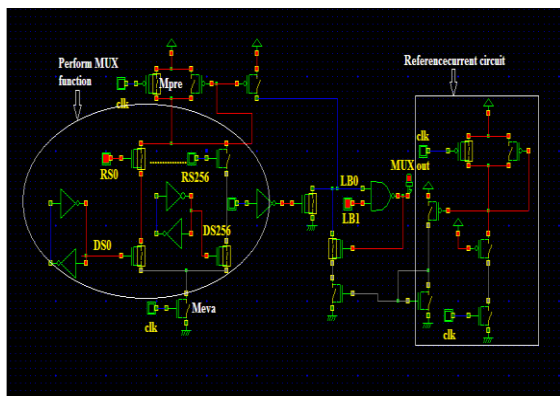 Perform MUX
function
Mpre
clk
Referencecurrent circuit
clk
MUX out
RS0
RS256
LB0
LB1
DS0
DS256
clk
Meva
clk